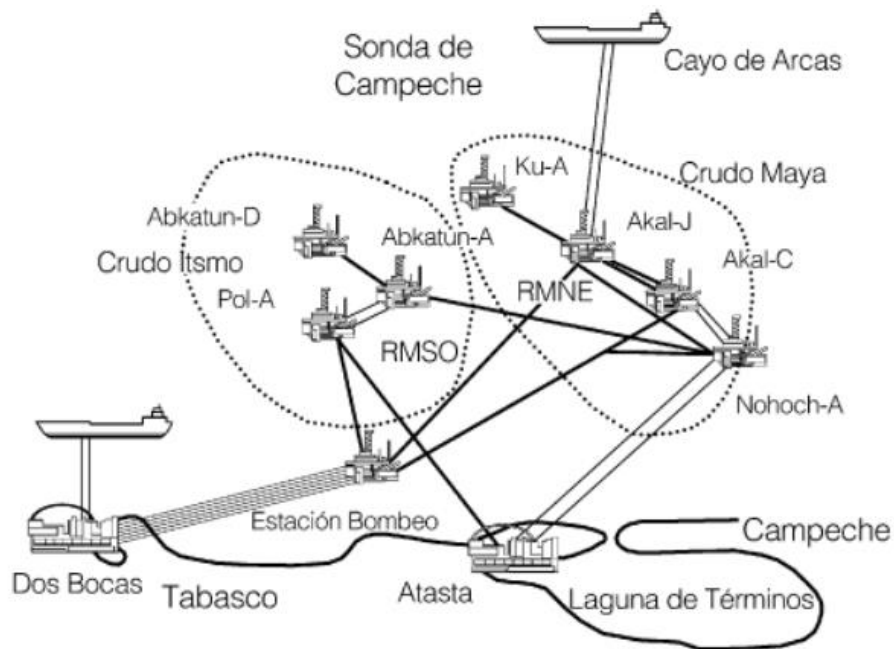 Sonda de
Campeche
Cayo de Arcas
Ku-A
Crudo Maya
Abkatun-D
Abkatun-A
Akal-J
Crudo Itsmo
Akal-C
Pol-A
RMNE
RMSO
Nohoch-A
Estación Bombeo
Campeche
Dos Bocas
Tabasco
Atasta
Laguna de Términos